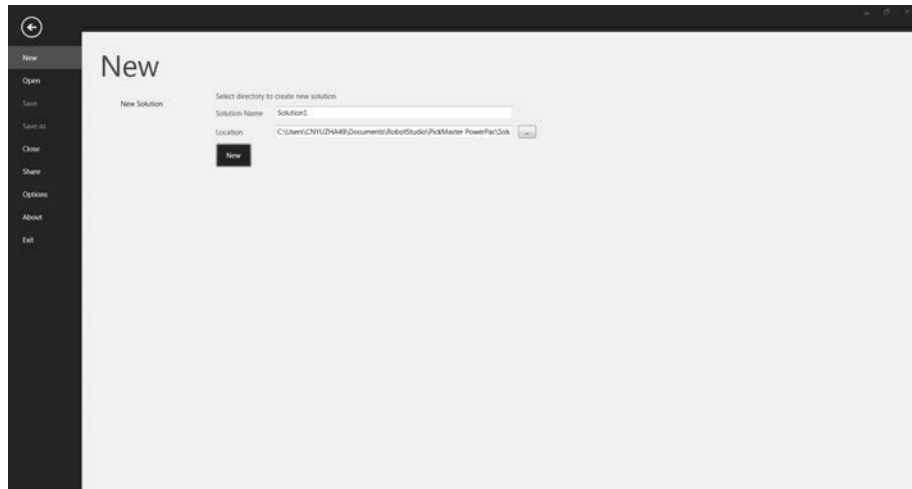 New
Open
Save
Save as
Close
Share
Options
About
Exit
New
New Solution
Select directory to create new solution
Solution Name
Solution1
Location
C:\Users\CNYUZHA49\Documents\RobotStudio\PickMaster PowerPac\Solu
...
New